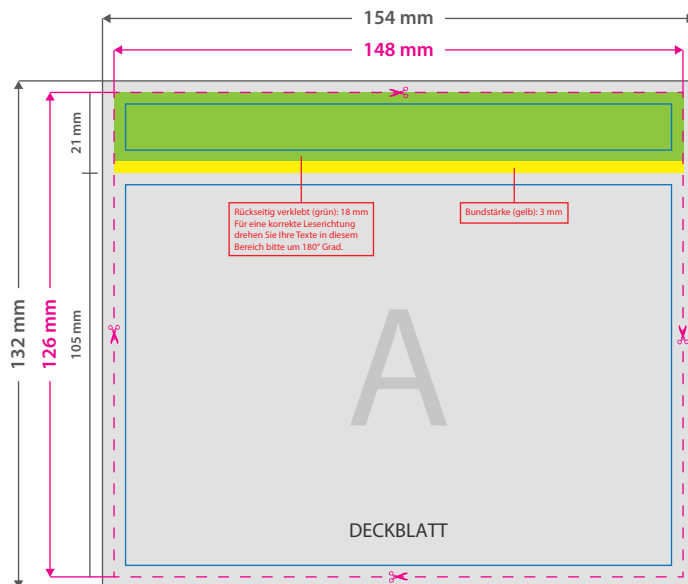 154 mm
148 mm
21 mm
132 mm
126 mm
105 mm
Rückseitig verklebt (grün): 18 mm
Für eine korrekte Leserichtung
drehen Sie Ihre Texte in diesem
Bereich bitte um 180° Grad.
Bundstärke (gelb): 3 mm
A
DECKBLATT